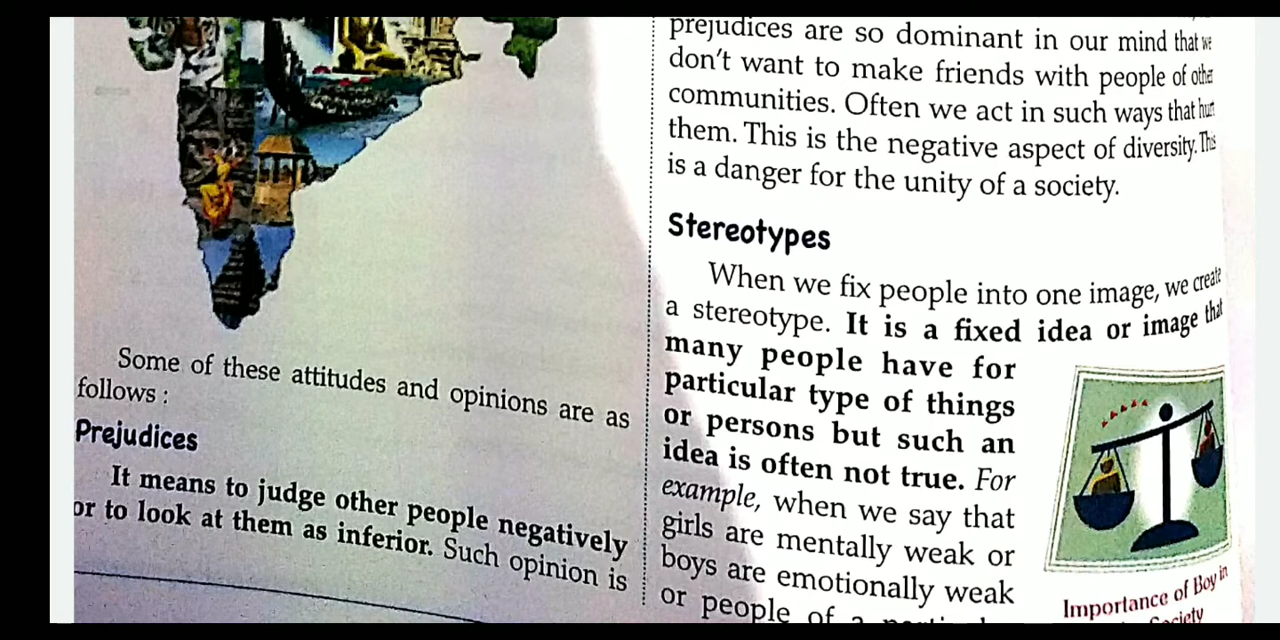 Some of these attitudes and opinions are as
follows :
Prejudices
It means to judge other people negatively
or to look at them as inferior. Such opinion is
prejudices are so dominant in our mind that we
don't want to make friends with people of other
communities. Often we act in such ways that hurt
them. This is the negative aspect of diversity. This
is a danger for the unity of a society.
Stereotypes
When we fix people into one image, we create
a stereotype. It is a fixed idea or image that
many people have for
particular type of things
or persons but such an
idea is often not true. For
example, when we say that
girls are mentally weak or
boys are emotionally weak
or people of a
Importance of Boy in
Society